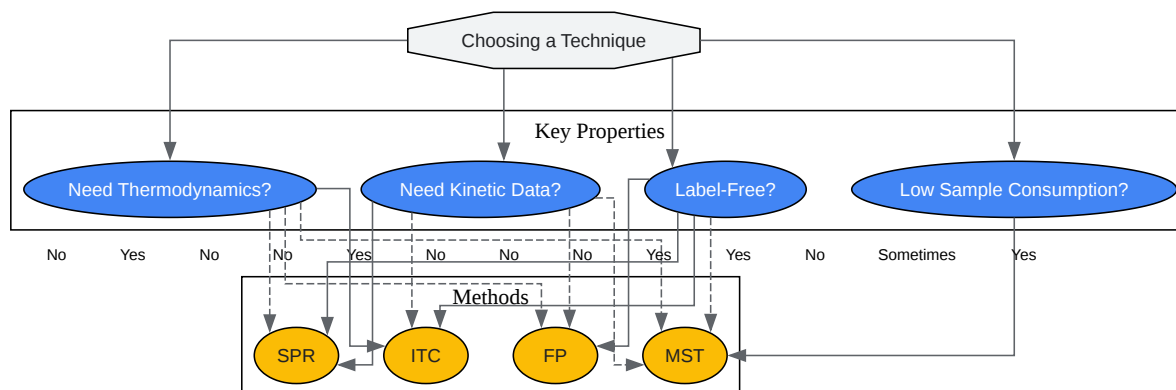 Choosing a Technique
Key Properties
Need Thermodynamics?
Need Kinetic Data?
Label-Free?
Low Sample Consumption?
No
Yes
No
No
Yes
No
No
No
Yes
Yes
No
Sometimes
Yes
Methods
SPR
ITC
FP
MST